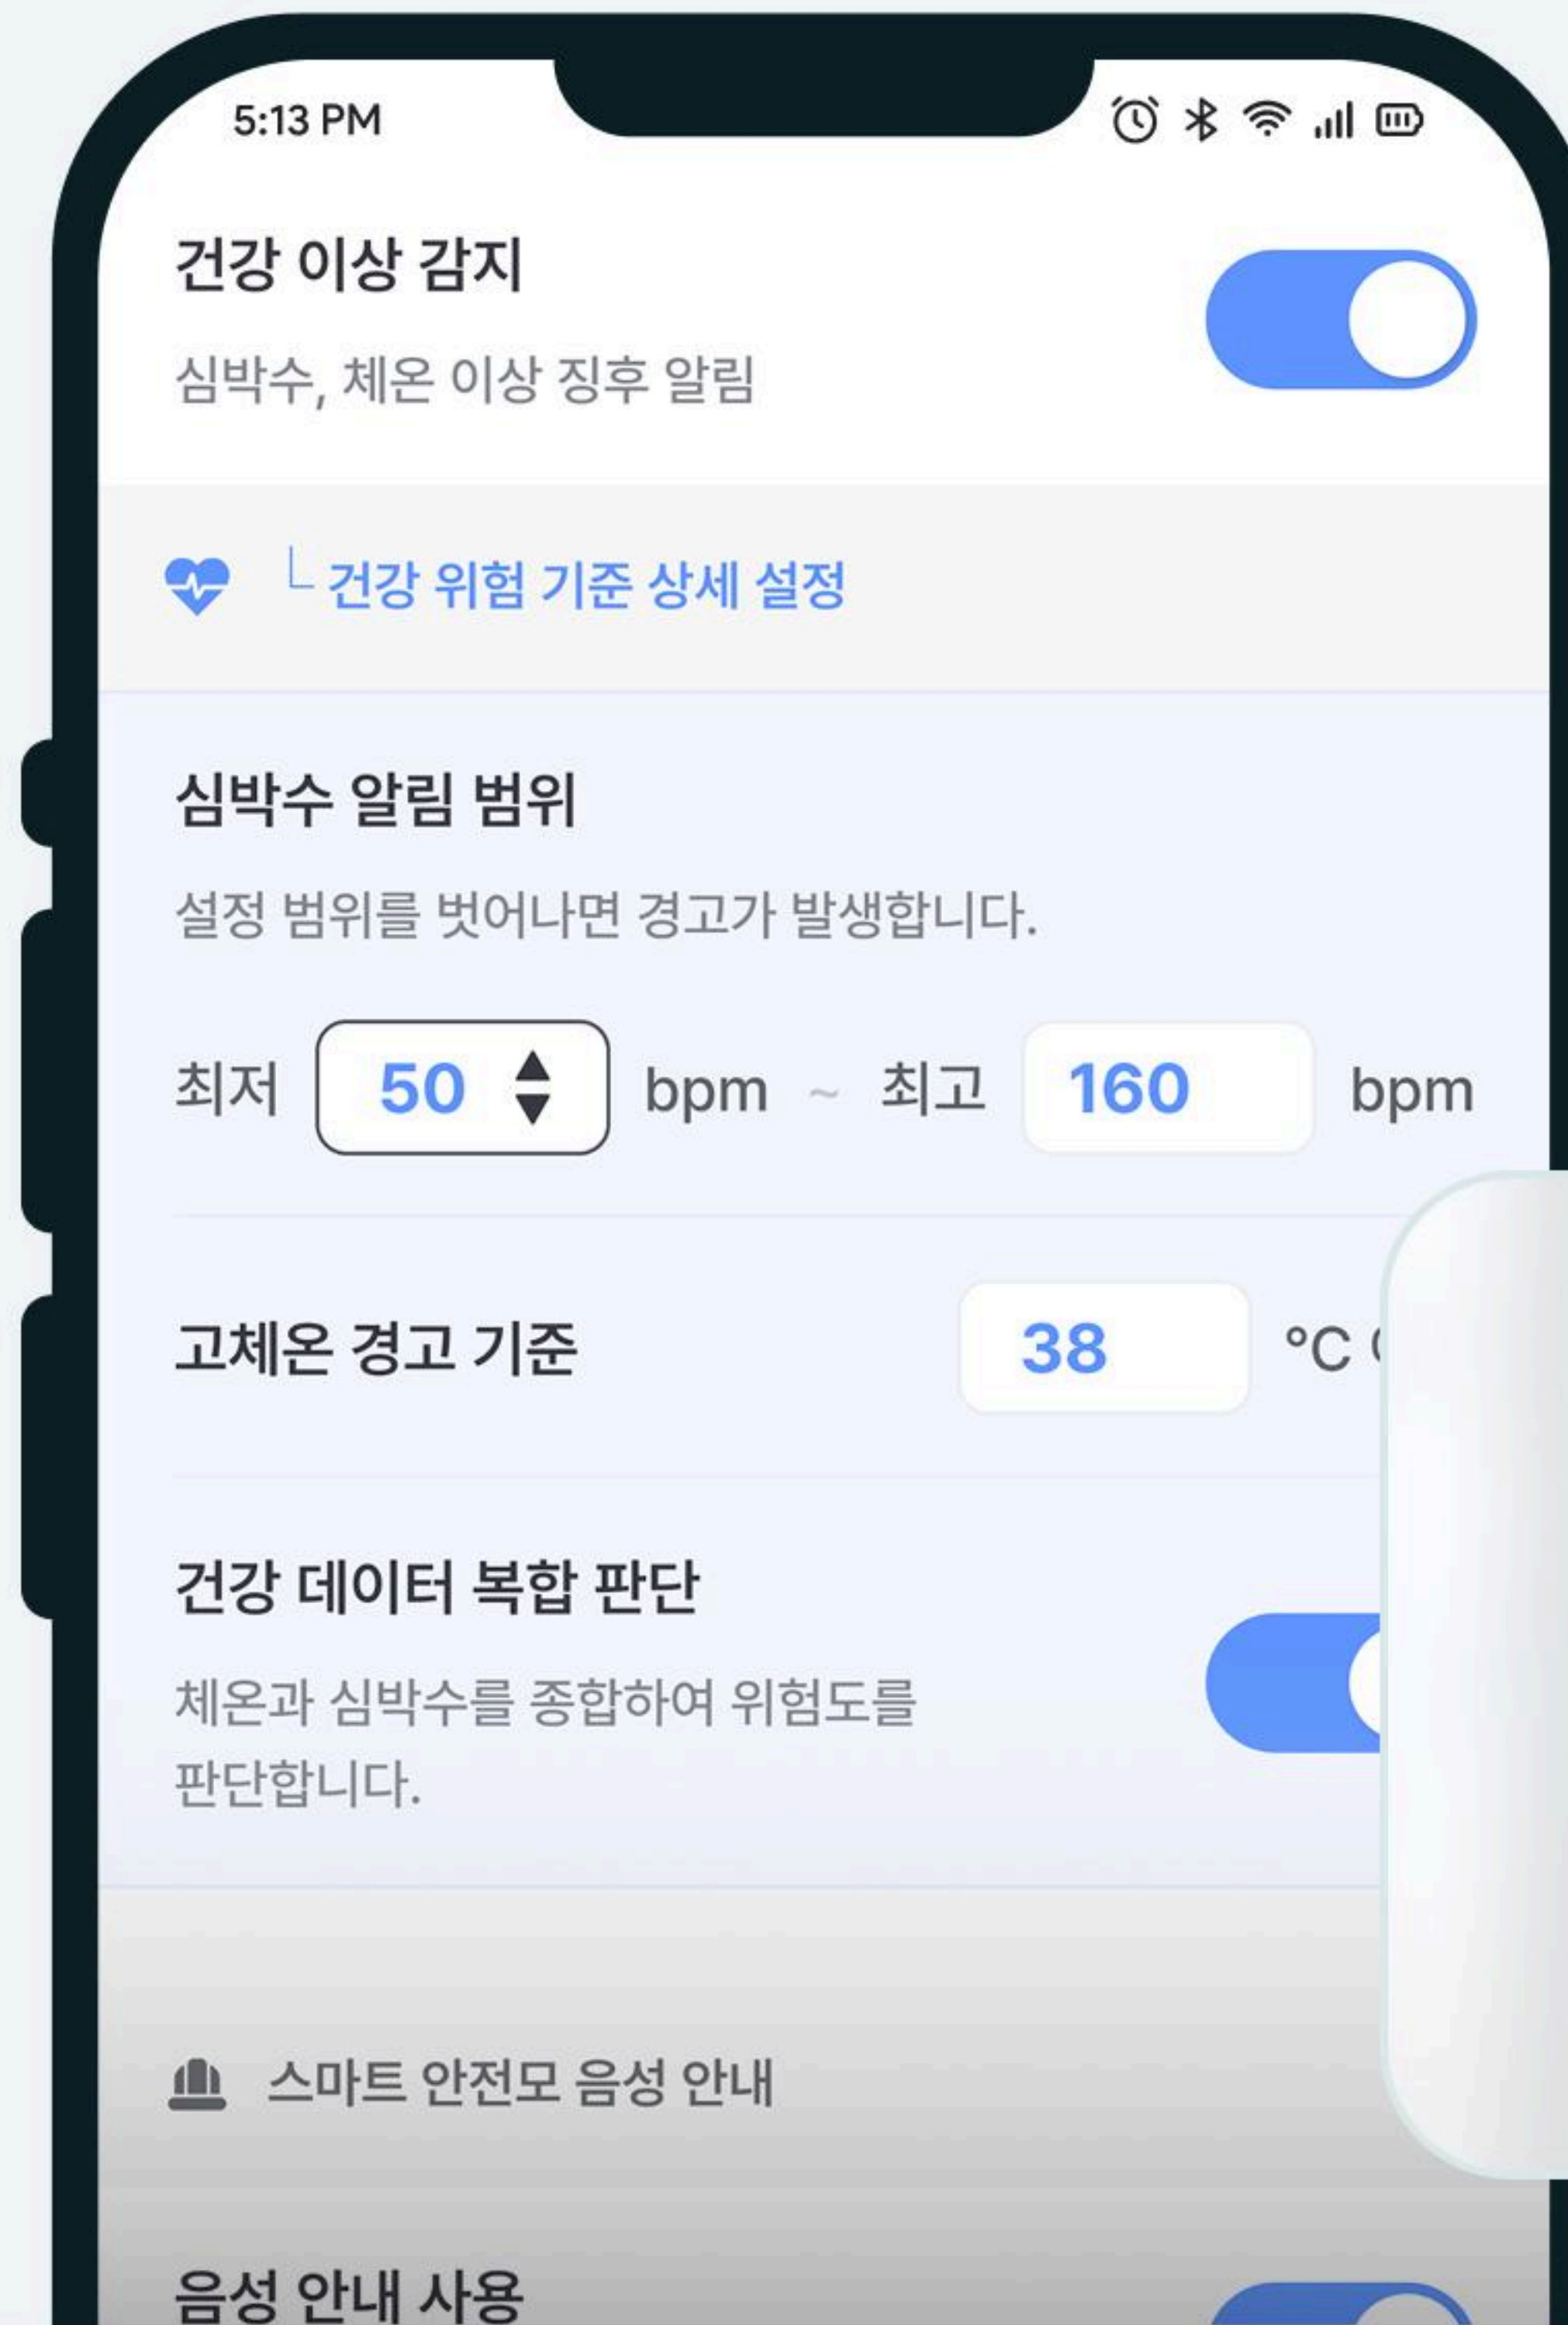 5:13 PM
건강 이상 감지
심박수, 체온 이상 징후 알림
건강 위험 기준 상세 설정
심박수 알림 범위
설정 범위를 벗어나면 경고가 발생합니다.
최저 50 bpm ~ 최고 160 bpm
고체온 경고 기준 38 °C
건강 데이터 복합 판단
체온과 심박수를 종합하여 위험도를
판단합니다.
스마트 안전모 음성 안내
음성 안내 사용